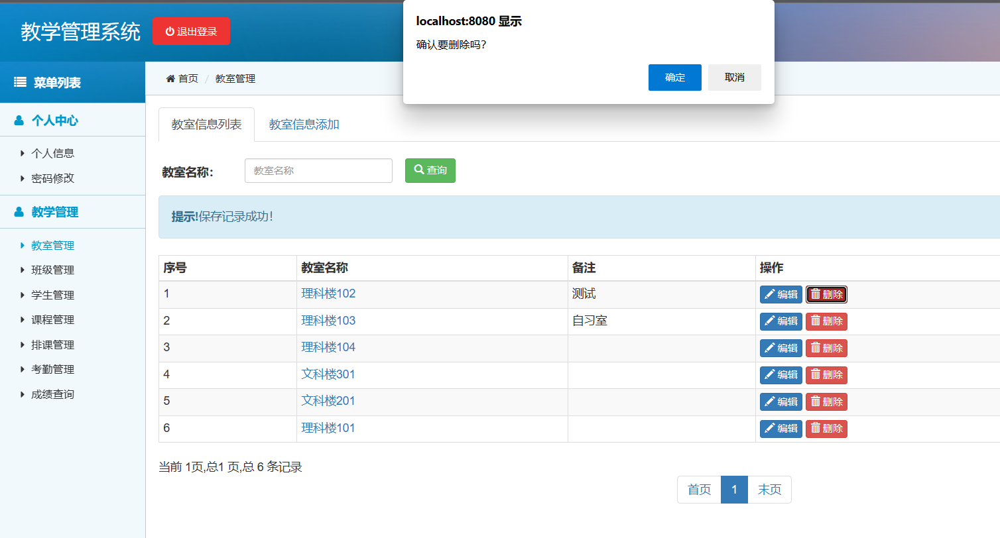 localhost:8080 显示
确认要删除吗?
确定 取消
教学管理系统 退出登录
菜单列表
个人中心
个人信息
密码修改
教学管理
教室管理
班级管理
学生管理
课程管理
排课管理
考勤管理
成绩查询
首页 / 教室管理
教室信息列表 教室信息添加
教室名称: 教室名称 查询
提示!保存记录成功!
序号 教室名称 备注 操作
1 理科楼102 测试 编辑 删除
2 理科楼103 自习室 编辑 删除
3 理科楼104 编辑 删除
4 文科楼301 编辑 删除
5 文科楼201 编辑 删除
6 理科楼101 编辑 删除
当前 1页,总1 页,总 6 条记录
首页 1 末页